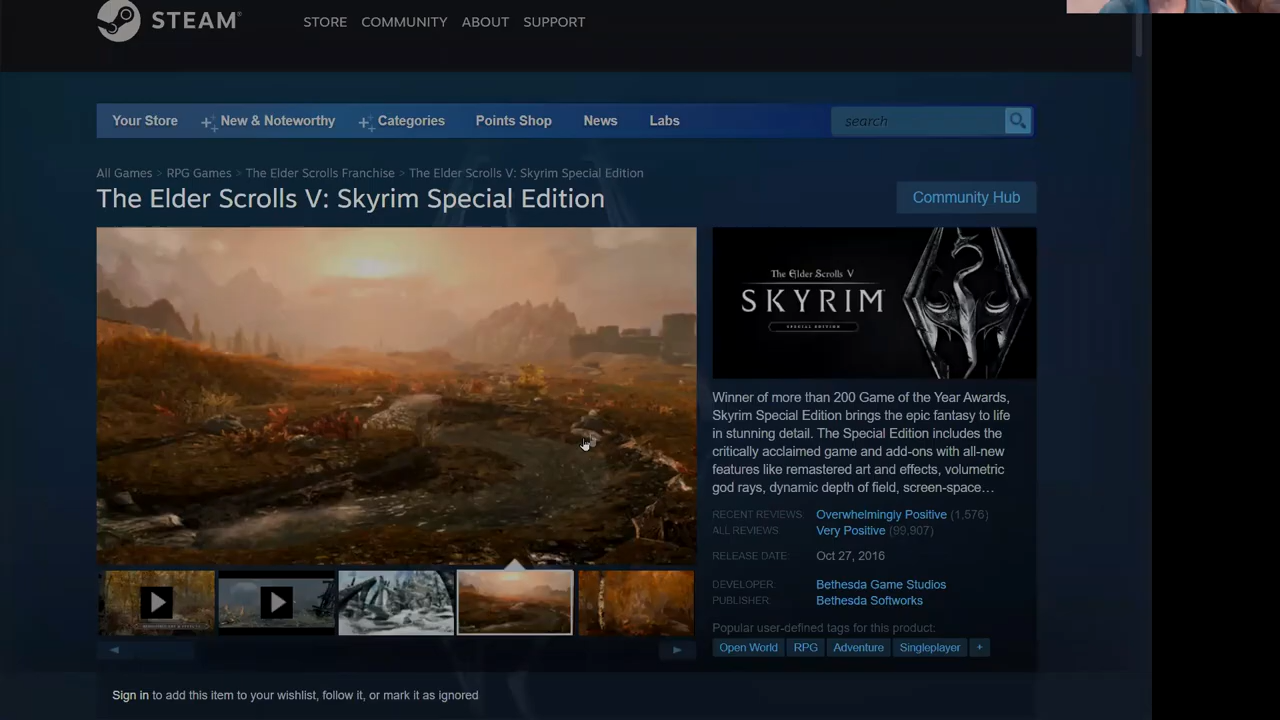 STEAM®
STORE COMMUNITY ABOUT SUPPORT
Your Store New & Noteworthy Categories Points Shop News Labs search
All Games > RPG Games > The Elder Scrolls Franchise > The Elder Scrolls V: Skyrim Special Edition
The Elder Scrolls V: Skyrim Special Edition
Community Hub
The Elder Scrolls V
SKYRIM
SPECIAL EDITION
Winner of more than 200 Game of the Year Awards,
Skyrim Special Edition brings the epic fantasy to life
in stunning detail. The Special Edition includes the
critically acclaimed game and add-ons with all-new
features like remastered art and effects, volumetric
god rays, dynamic depth of field, screen-space…
RECENT REVIEWS: Overwhelmingly Positive (1,576)
ALL REVIEWS: Very Positive (99,907)
RELEASE DATE: Oct 27, 2016
DEVELOPER: Bethesda Game Studios
PUBLISHER: Bethesda Softworks
Popular user-defined tags for this product:
Open World RPG Adventure Singleplayer +
Sign in to add this item to your wishlist, follow it, or mark it as ignored